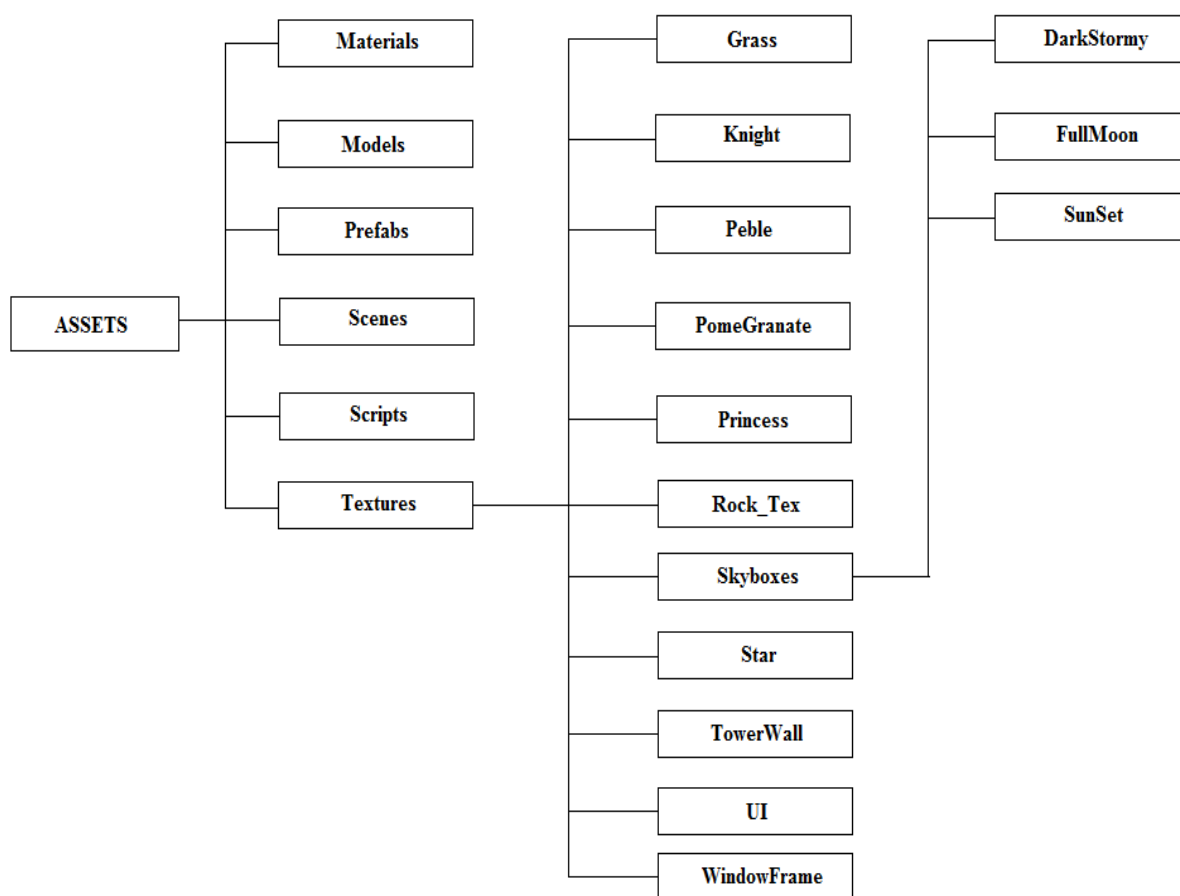 ASSETS
Materials
Models
Prefabs
Scenes
Scripts
Textures
Grass
Knight
Peble
PomeGranate
Princess
Rock_Tex
Skyboxes
Star
TowerWall
UI
WindowFrame
DarkStormy
FullMoon
SunSet